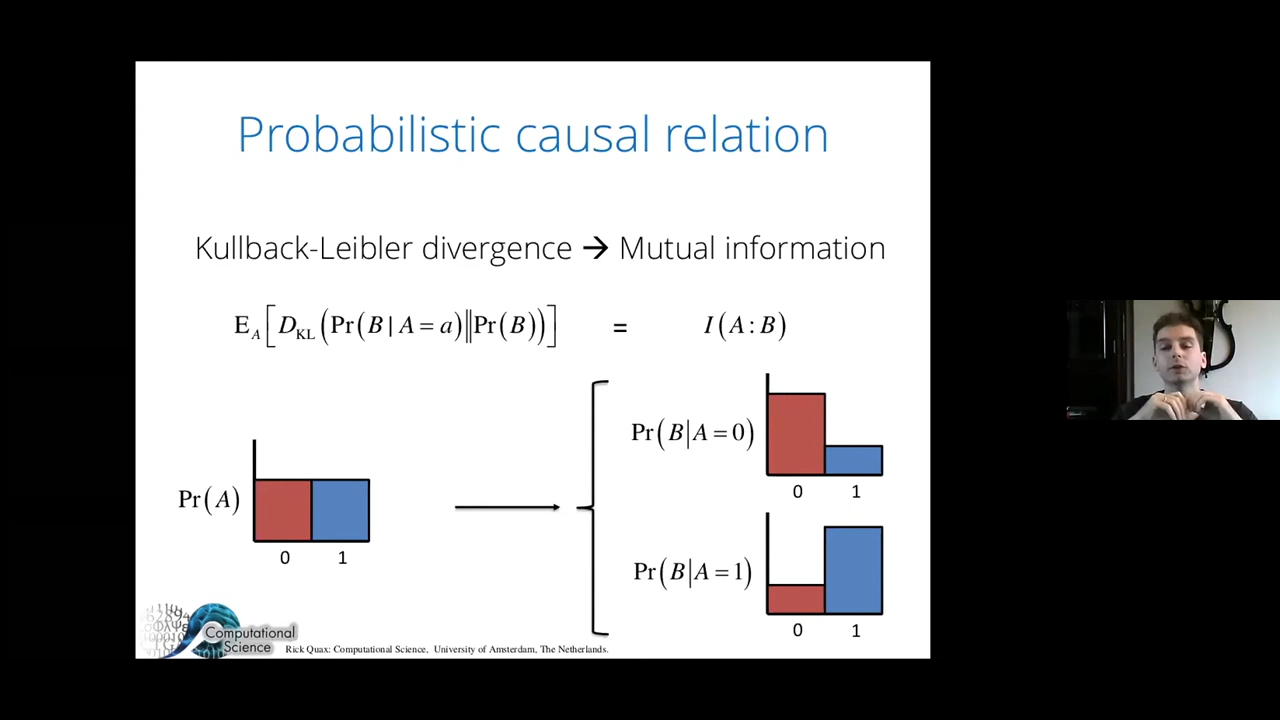 Probabilistic causal relation
Kullback-Leibler divergence → Mutual information
E_A[D_KL(Pr(B | A = a)‖Pr(B))] = I(A : B)
Pr(B|A = 0)
0 1
Pr(A)
0 1
Pr(B|A = 1)
0 1
Computational
Science
Rick Quax: Computational Science, University of Amsterdam, The Netherlands.